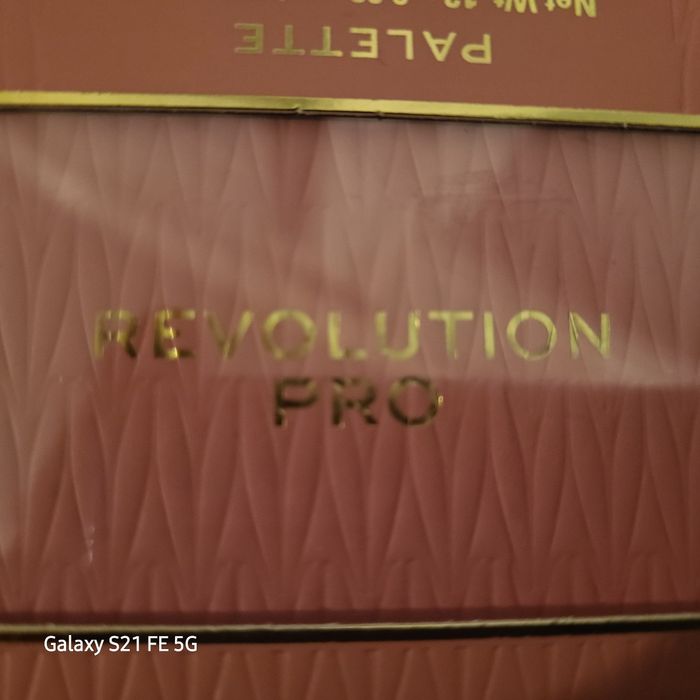 Net Wt.
PALETTE
REVOLUTION
PRO
Galaxy S21 FE 5G